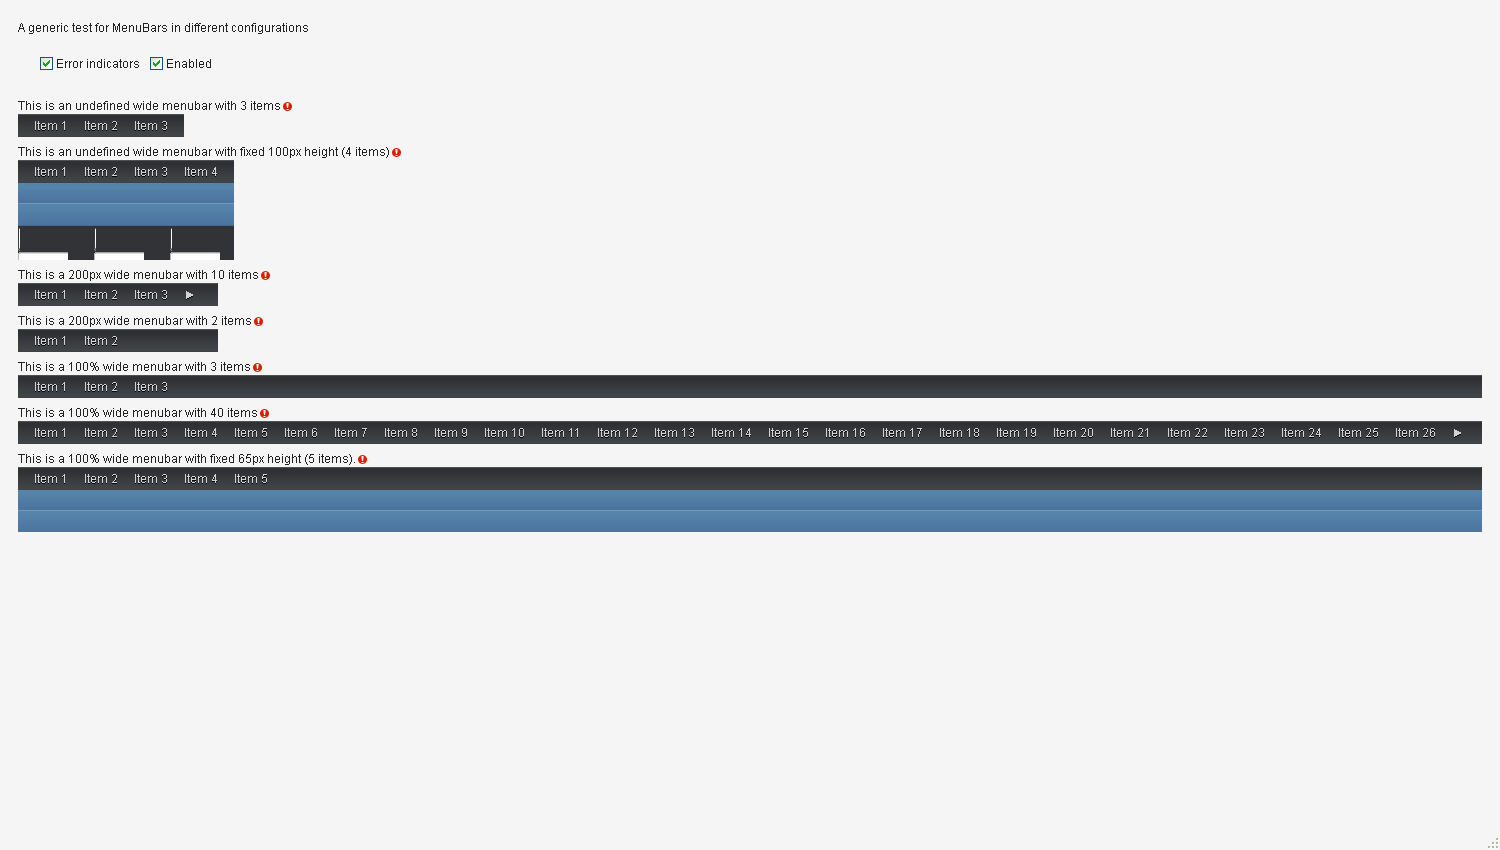 A generic test for MenuBars in different configurations
Error indicators Enabled
This is an undefined wide menubar with 3 items
Item 1 Item 2 Item 3
This is an undefined wide menubar with fixed 100px height (4 items)
Item 1 Item 2 Item 3 Item 4
This is a 200px wide menubar with 10 items
Item 1 Item 2 Item 3
This is a 200px wide menubar with 2 items
Item 1 Item 2
This is a 100% wide menubar with 3 items
Item 1 Item 2 Item 3
This is a 100% wide menubar with 40 items
Item 1 Item 2 Item 3 Item 4 Item 5 Item 6 Item 7 Item 8 Item 9 Item 10 Item 11 Item 12 Item 13 Item 14 Item 15 Item 16 Item 17 Item 18 Item 19 Item 20 Item 21 Item 22 Item 23 Item 24 Item 25 Item 26
This is a 100% wide menubar with fixed 65px height (5 items).
Item 1 Item 2 Item 3 Item 4 Item 5